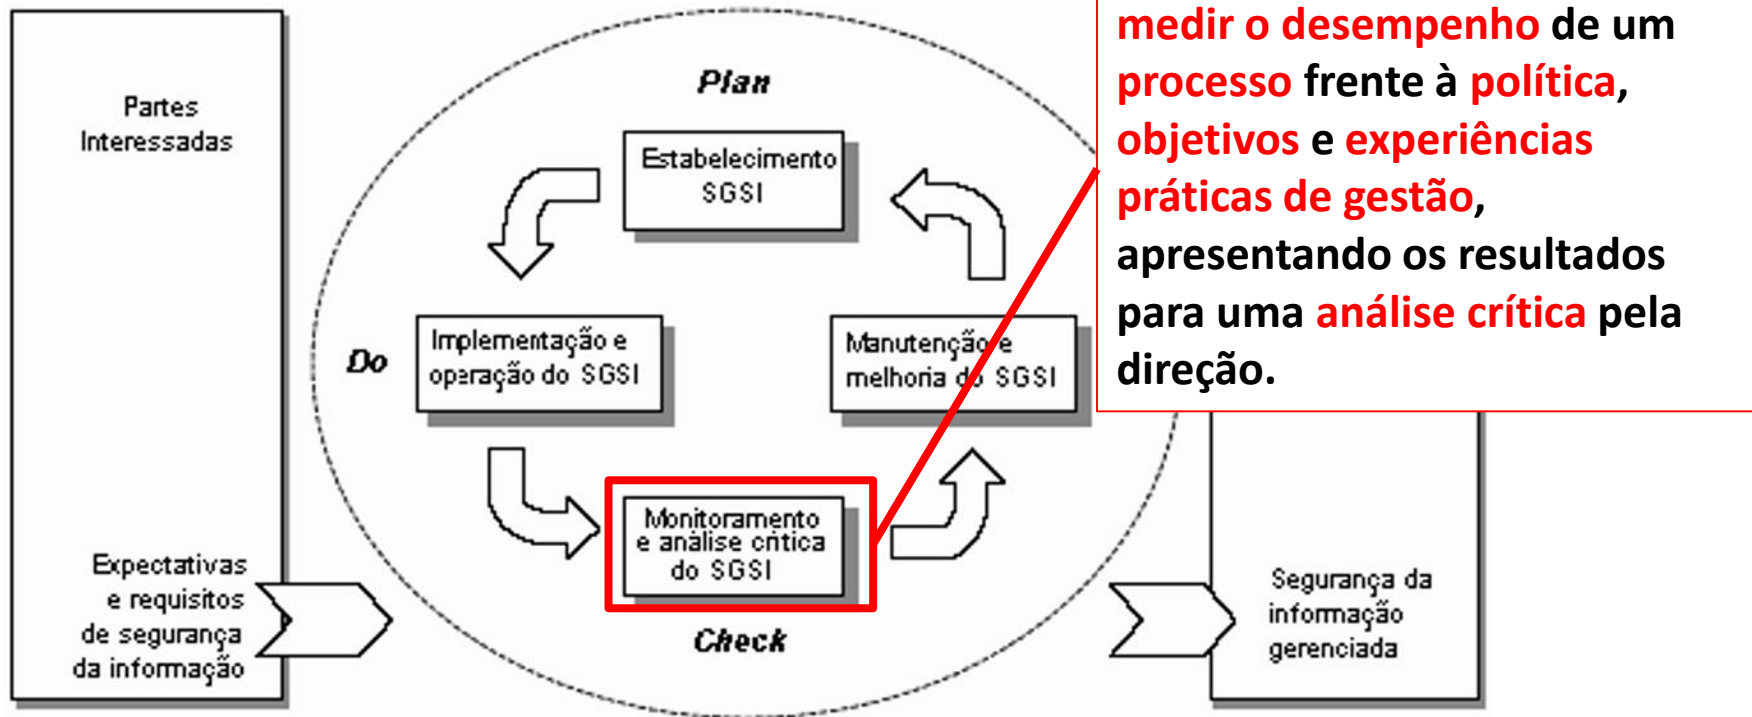 Partes
Interessadas
Expectativas
e requisitos
de segurança
da informação
Plan
Estabelecimento
SGSI
Do
Implementação e
operação do SGSI
Manutenção e
melhoria do SGSI
Monitoramento
e análise crítica
do SGSI
Check
medir o desempenho de um
processo frente à política,
objetivos e experiências
práticas de gestão,
apresentando os resultados
para uma análise crítica pela
direção.
Segurança da
informação
gerenciada